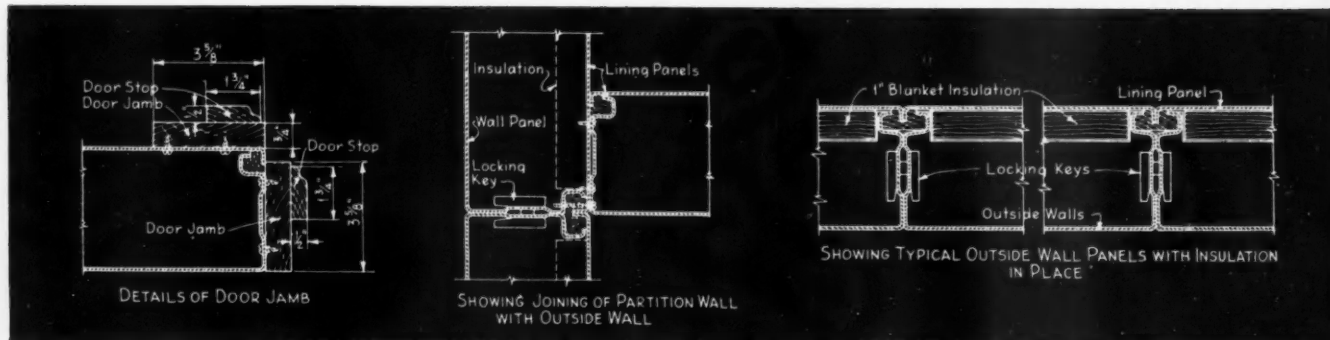 3 5/8"
1 3/4"
Door Stop
Door Jamb
3/4"
Door Stop
1 3/4"
3 5/8"
Door Jamb
1/2"
DETAILS OF DOOR JAMB
Insulation
Lining Panels
Wall Panel
Locking
Key
SHOWING JOINING OF PARTITION WALL
WITH OUTSIDE WALL
1" Blanket Insulation
Lining Panel
Locking Keys
Outside Walls
SHOWING TYPICAL OUTSIDE WALL PANELS WITH INSULATION
IN PLACE